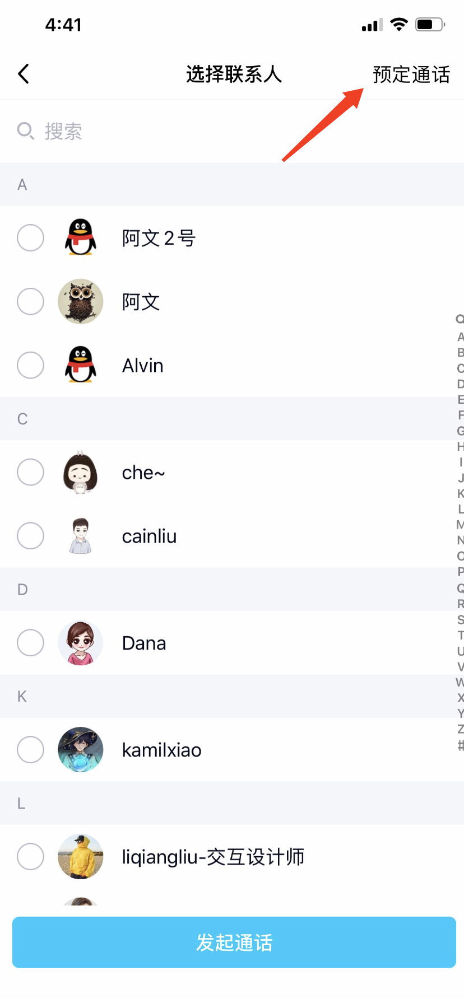 4:41
选择联系人
预定通话
搜索
A
阿文2号
阿文
Alvin
C
che~
cainliu
D
Dana
K
kamilxiao
L
liqiangliu-交互设计师
A
B
C
D
E
F
G
H
I
J
K
L
M
N
O
P
Q
R
S
T
U
V
W
X
Y
Z
#
发起通话